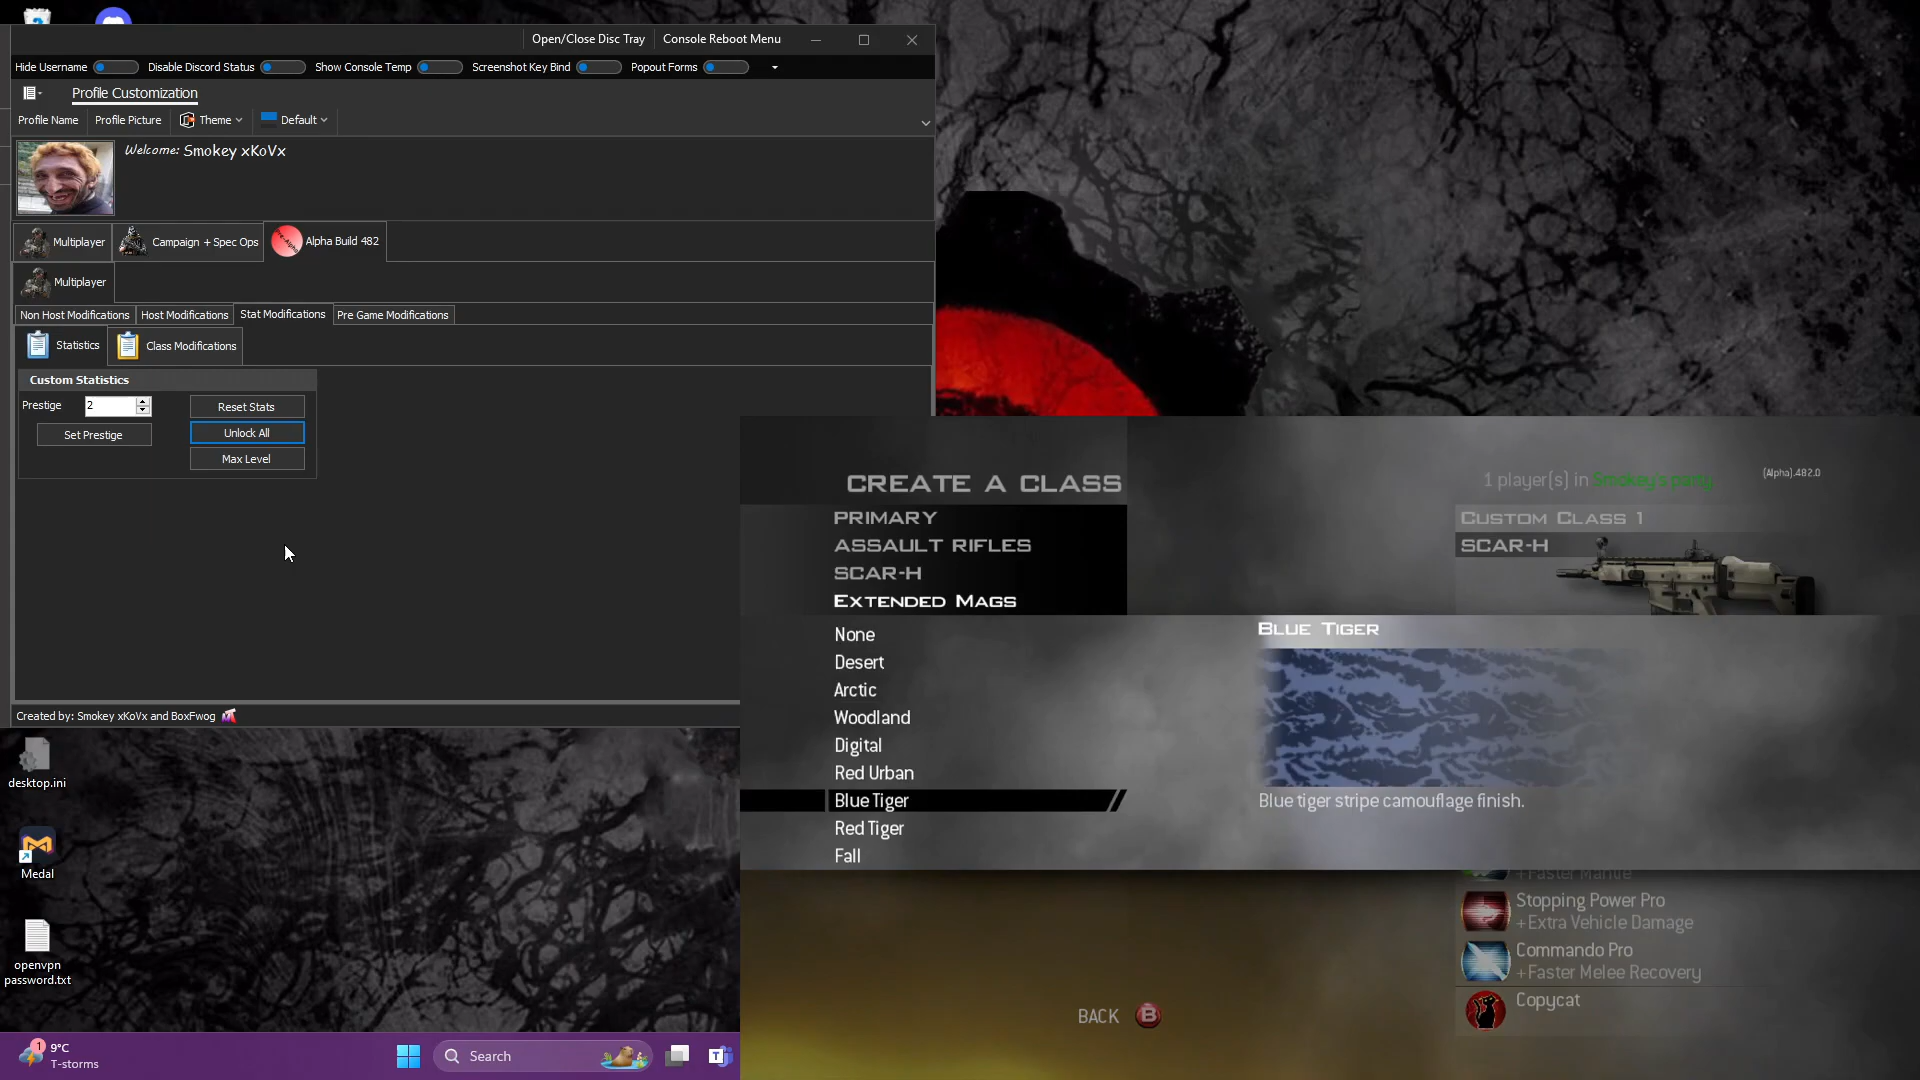 Open/Close Disc Tray
Console Reboot Menu
Hide Username
Disable Discord Status
Show Console Temp
Screenshot Key Bind
Popout Forms
Profile Customization
Profile Name
Profile Picture
Theme
Default
Welcome: Smokey xKoVx
Multiplayer
Campaign + Spec Ops
Alpha Build 482
Multiplayer
Non Host Modifications
Host Modifications
Stat Modifications
Pre Game Modifications
Statistics
Class Modifications
Custom Statistics
Prestige
2
Reset Stats
Set Prestige
Unlock All
Max Level
Created by: Smokey xKoVx and BoxFwog
CREATE A CLASS
PRIMARY
ASSAULT RIFLES
SCAR-H
EXTENDED MAGS
None
Desert
Arctic
Woodland
Digital
Red Urban
Blue Tiger
Red Tiger
Fall
1 player(s) in Smokey's party
(Alpha).482.0
CUSTOM CLASS 1
SCAR-H
BLUE TIGER
Blue tiger stripe camouflage finish.
+Faster Mantle
Stopping Power Pro
+Extra Vehicle Damage
Commando Pro
+Faster Melee Recovery
Copycat
BACK B
desktop.ini
Medal
openvpn
password.txt
1
9°C
T-storms
Search
T